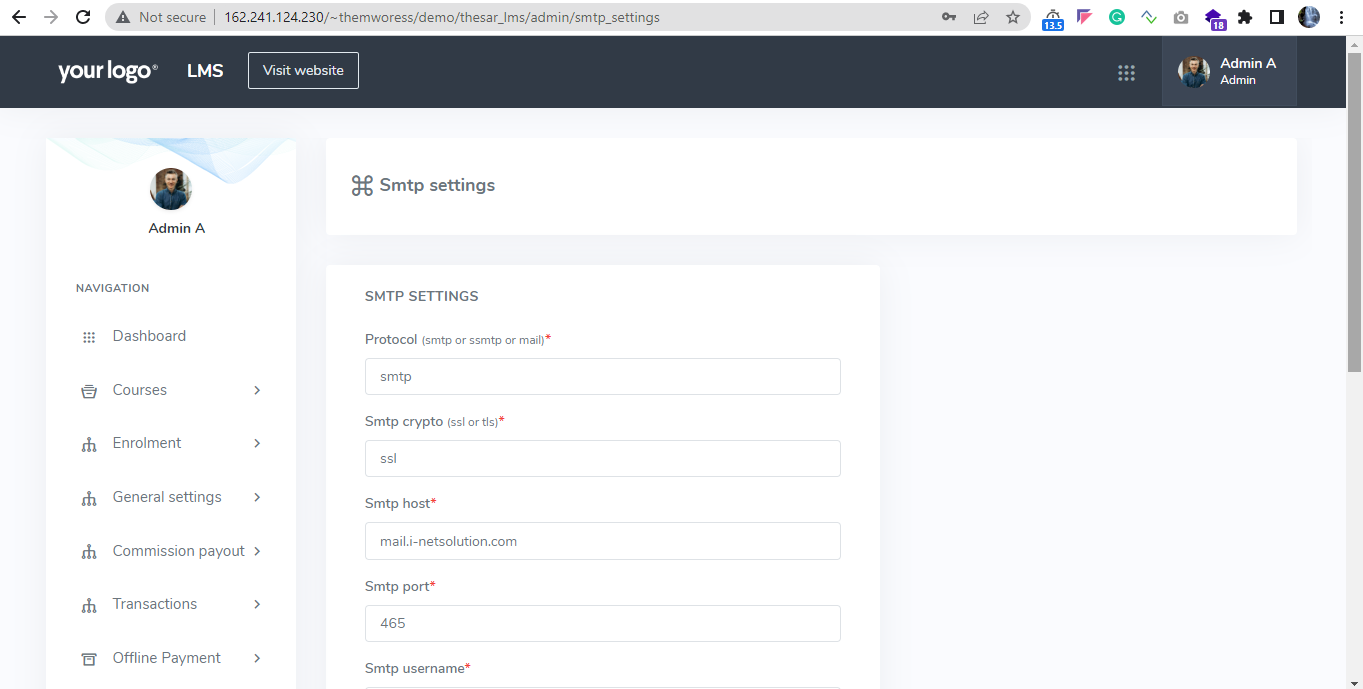 Not secure | 162.241.124.230/~themworess/demo/thesar_lms/admin/smtp_settings
13.5
18
your logo®
LMS
Visit website
Admin A
Admin
Admin A
NAVIGATION
Dashboard
Courses
Enrolment
General settings
Commission payout
Transactions
Offline Payment
Smtp settings
SMTP SETTINGS
Protocol (smtp or ssmtp or mail)*
smtp
Smtp crypto (ssl or tls)*
ssl
Smtp host*
mail.i-netsolution.com
Smtp port*
465
Smtp username*